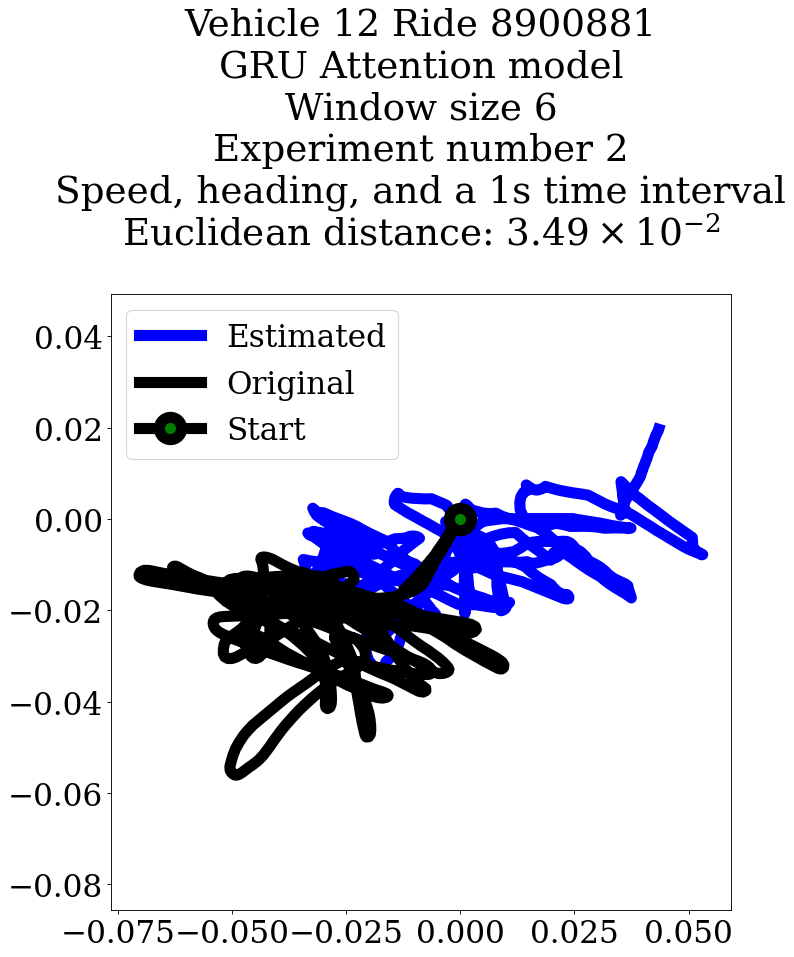 Vehicle 12 Ride 8900881
GRU Attention model
Window size 6
Experiment number 2
Speed, heading, and a 1s time interval
Euclidean distance: 3.49 × 10⁻²
Estimated
Original
Start
0.04
0.02
0.00
−0.02
−0.04
−0.06
−0.08
−0.075 −0.050 −0.025 0.000 0.025 0.050